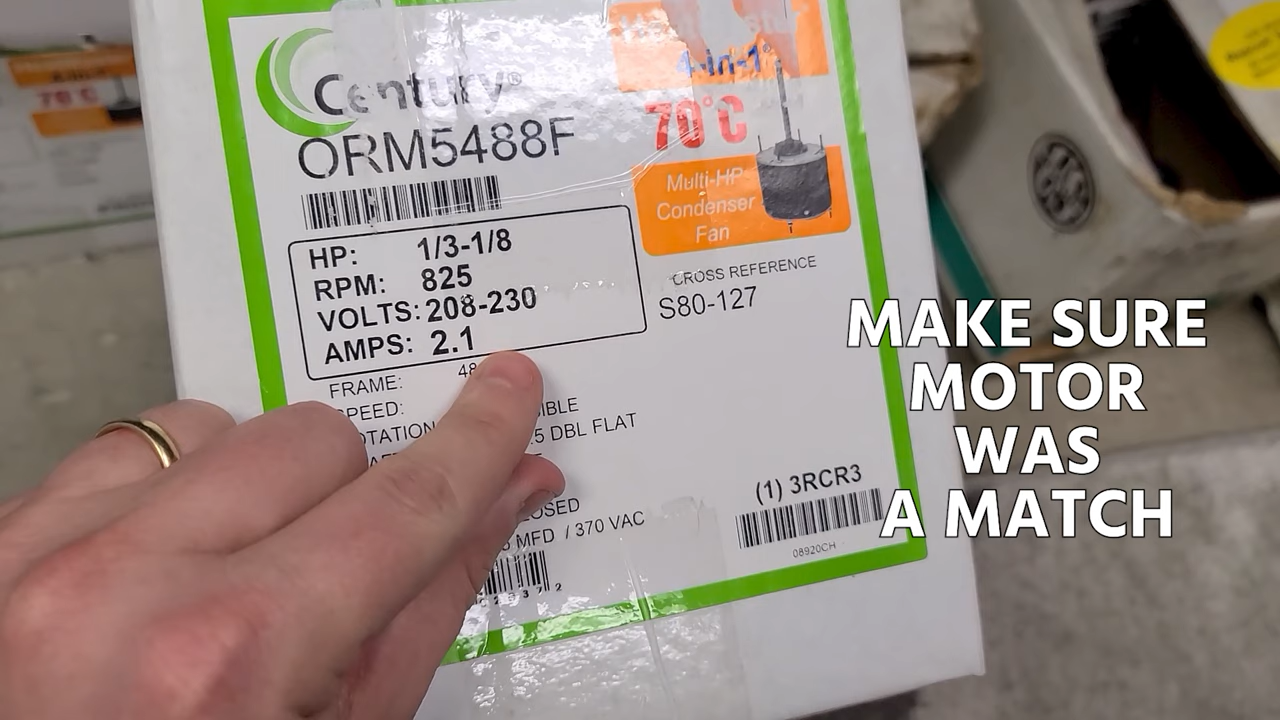 Century®
ORM5488F
4-in-1®
70°C
Multi-HP
Condenser
Fan
HP: 1/3-1/8
RPM: 825
VOLTS: 208-230
AMPS: 2.1
CROSS REFERENCE
S80-127
FRAME: 48
SPEED:
DBL FLAT
MFD / 370 VAC
(1) 3RCR3
08920CH
70°C
MAKE SURE
MOTOR
WAS
A MATCH